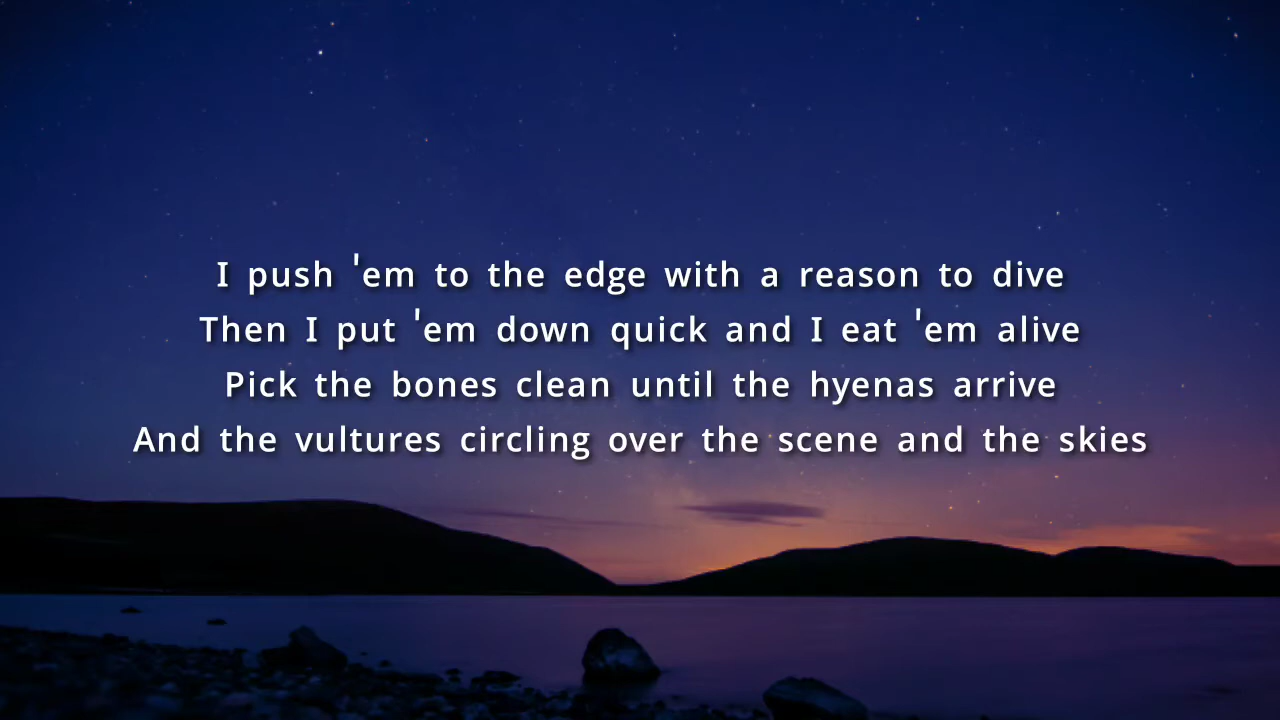 I push 'em to the edge with a reason to dive
Then I put 'em down quick and I eat 'em alive
Pick the bones clean until the hyenas arrive
And the vultures circling over the scene and the skies